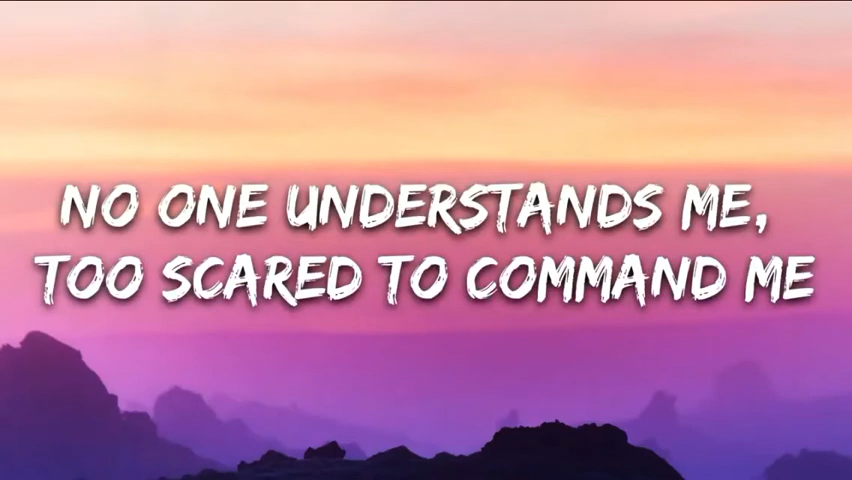 NO ONE UNDERSTANDS ME,
TOO SCARED TO COMMAND ME